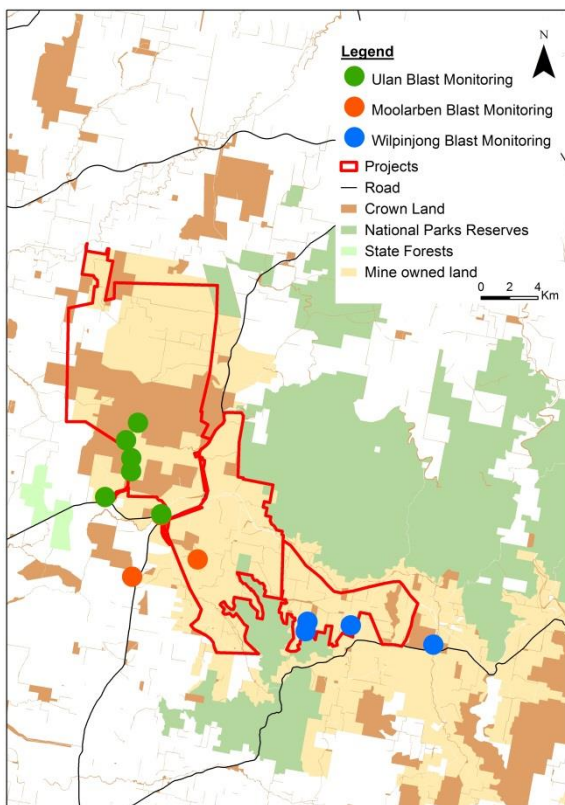 Legend
N
Ulan Blast Monitoring
Moolarben Blast Monitoring
Wilpinjong Blast Monitoring
Projects
Road
Crown Land
National Parks Reserves
State Forests
Mine owned land
0 2 4
Km